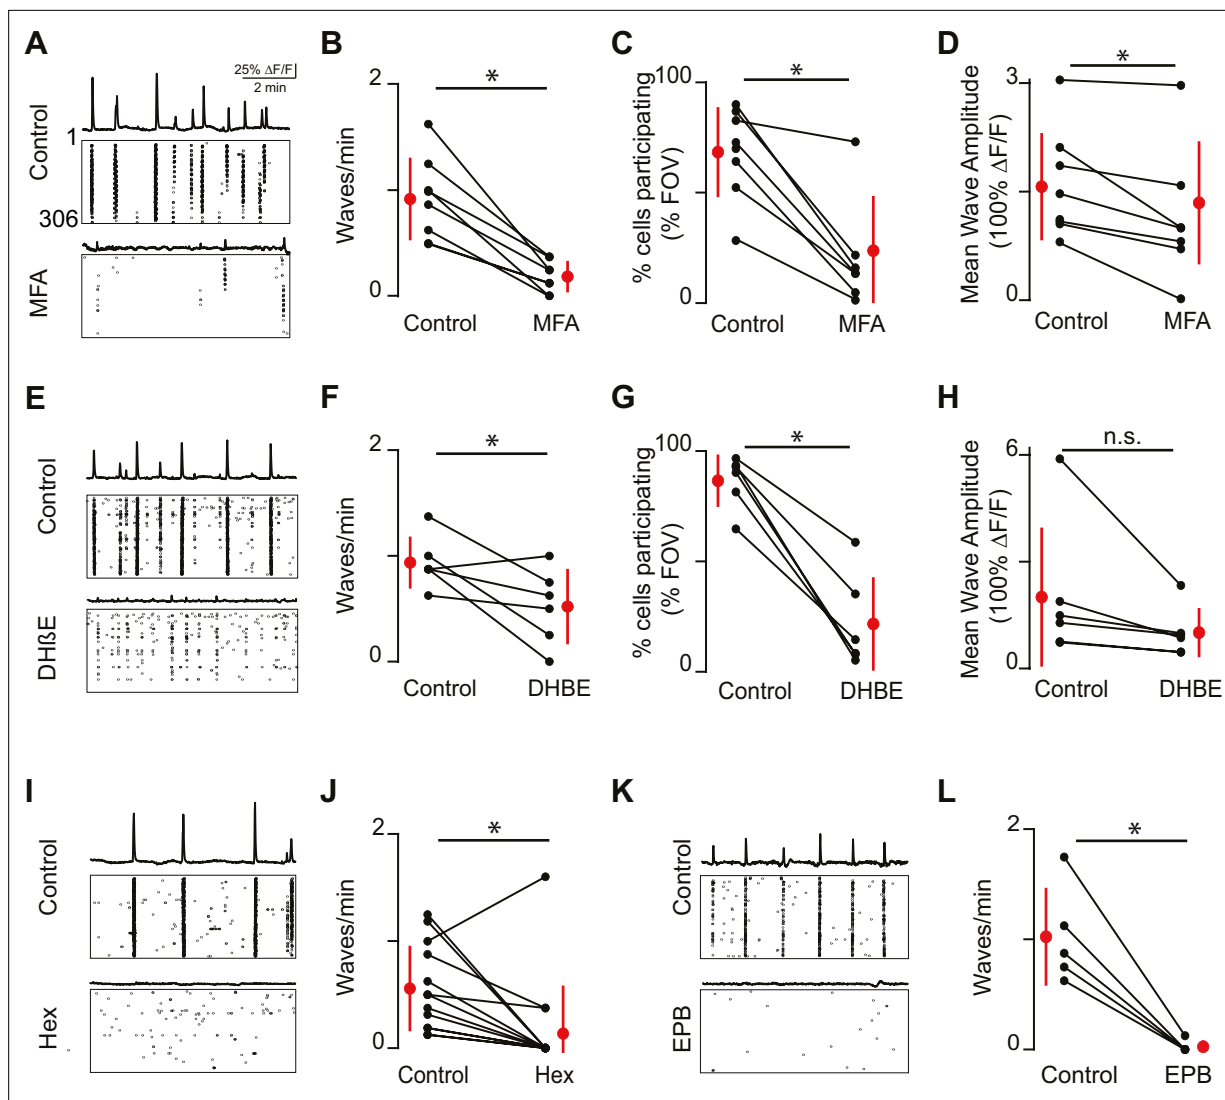 A
25% ΔF/F
2 min
Control
1
306
MFA
B
*
2
1
0
Waves/min
Control
MFA
C
*
100
0
% cells participating
(% FOV)
Control
MFA
D
*
3
0
Mean Wave Amplitude
(100% ΔF/F)
Control
MFA
E
Control
DHßE
F
*
2
1
0
Waves/min
Control
DHBE
G
*
100
0
% cells participating
(% FOV)
Control
DHBE
H
n.s.
6
0
Mean Wave Amplitude
(100% ΔF/F)
Control
DHBE
I
Control
Hex
J
*
2
0
Waves/min
Control
Hex
K
Control
EPB
L
*
2
0
Waves/min
Control
EPB